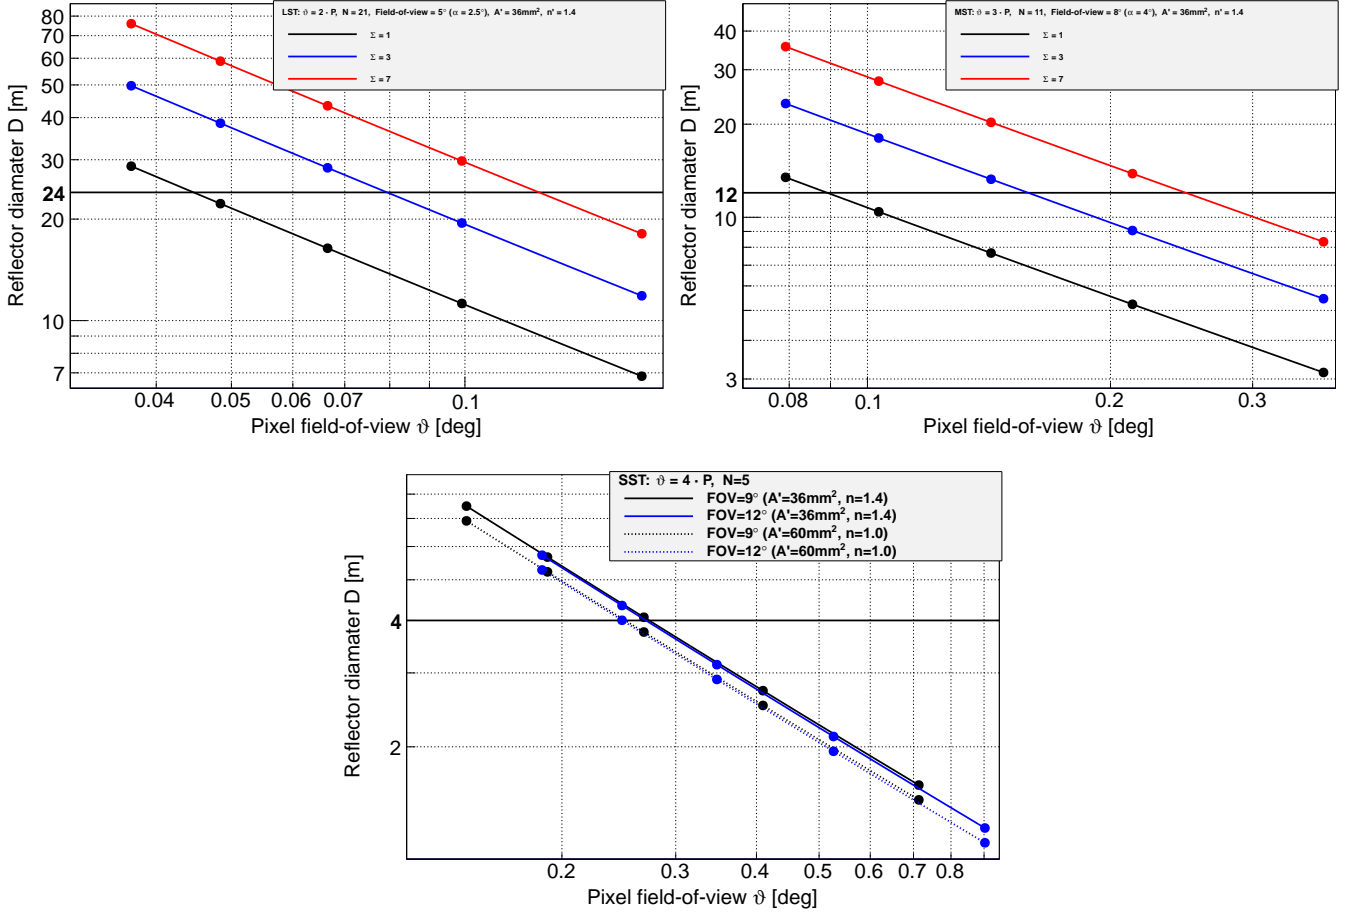 LST: ϑ = 2 · P, N = 21, Field-of-view = 5° (α = 2.5°), A' = 36mm², n' = 1.4
Σ = 1
Σ = 3
Σ = 7
80
70
60
50
40
30
24
20
10
7
Reflector diamater D [m]
0.04
0.05
0.06
0.07
0.1
Pixel field-of-view ϑ [deg]
MST: ϑ = 3 · P, N = 11, Field-of-view = 8° (α = 4°), A' = 36mm², n' = 1.4
Σ = 1
Σ = 3
Σ = 7
40
30
20
12
10
3
Reflector diamater D [m]
0.08
0.1
0.2
0.3
Pixel field-of-view ϑ [deg]
SST: ϑ = 4 · P, N=5
FOV=9° (A'=36mm², n=1.4)
FOV=12° (A'=36mm², n=1.4)
FOV=9° (A'=60mm², n=1.0)
FOV=12° (A'=60mm², n=1.0)
4
2
Reflector diamater D [m]
0.2
0.3
0.4
0.5
0.6
0.7
0.8
Pixel field-of-view ϑ [deg]